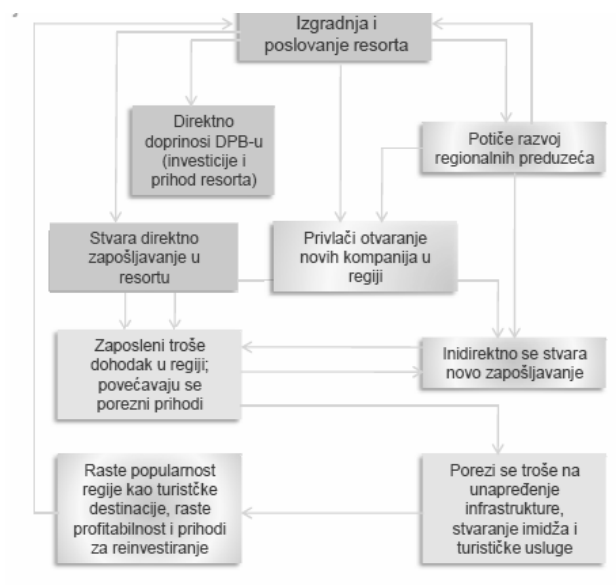 Izgradnja i
poslovanje resorta
Direktno
doprinosi DPB-u
(investicije i
prihod resorta)
Potiče razvoj
regionalnih preduzeća
Stvara direktno
zapošljavanje u
resortu
Privlači otvaranje
novih kompanija u
regiji
Zaposleni troše
dohodak u regiji;
povećavaju se
porezni prihodi
Inidirektno se stvara
novo zapošljavanje
Raste popularnost
regije kao turističke
destinacije, raste
profitabilnost i prihodi
za reinvestiranje
Porezi se troše na
unapređenje
infrastrukture,
stvaranje imidža i
turističke usluge